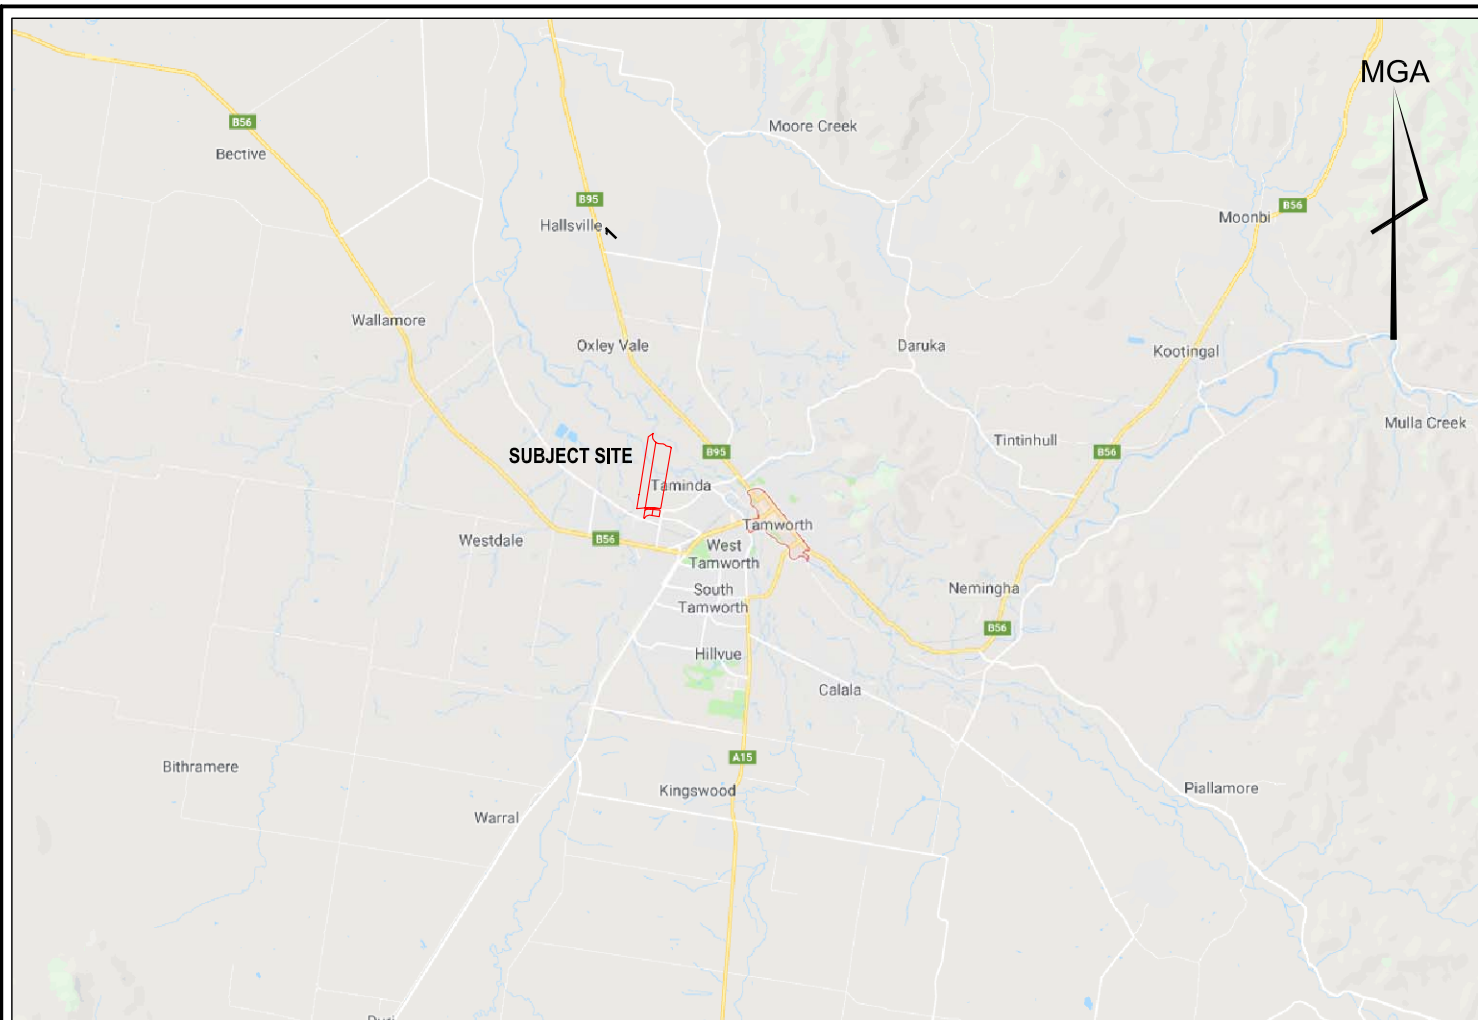 MGA
B56
Moore Creek
Bective
B95
B56
Hallsville
Moonbi
Wallamore
Oxley Vale
Daruka
Kootingal
Mulla Creek
Tintinhull
SUBJECT SITE
B95
B56
Taminda
Tamworth
Westdale
B56
West
Tamworth
Nemingha
South
Tamworth
B56
Hillvue
Calala
A15
Bithramere
Kingswood
Piallamore
Warral